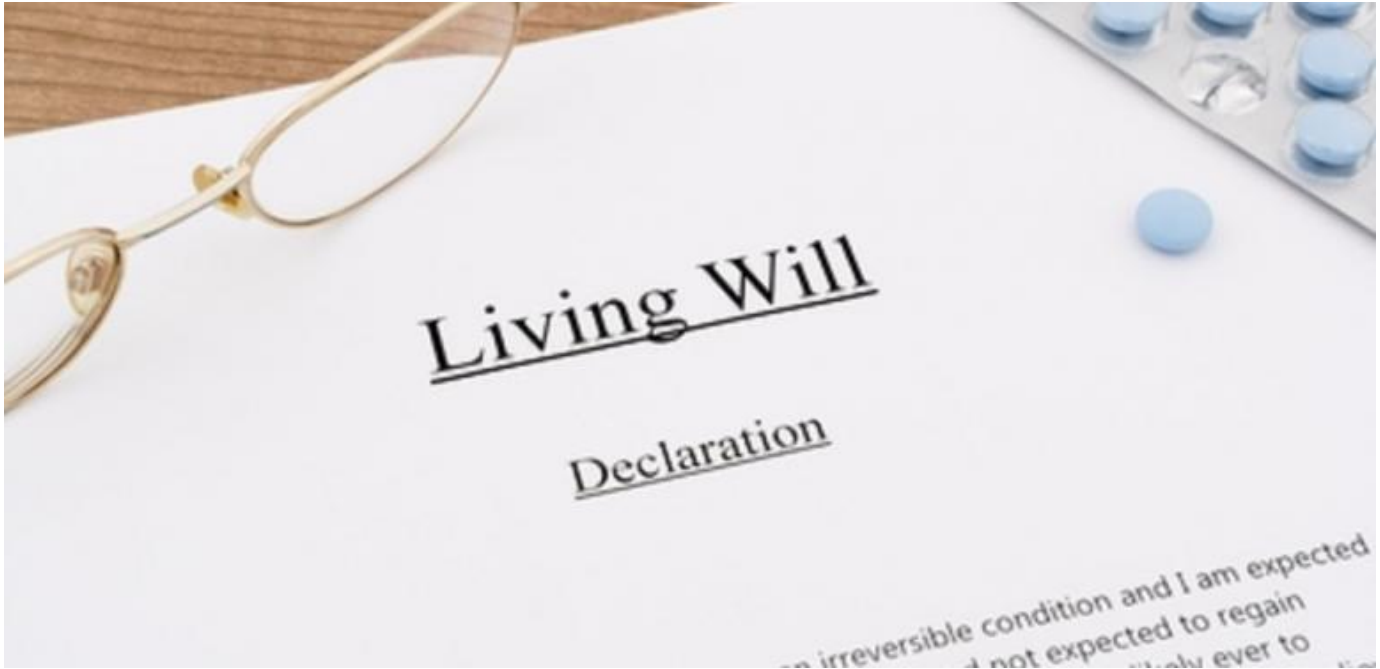 Living Will
Declaration
irreversible condition and I am expected
not expected to regain
ever to